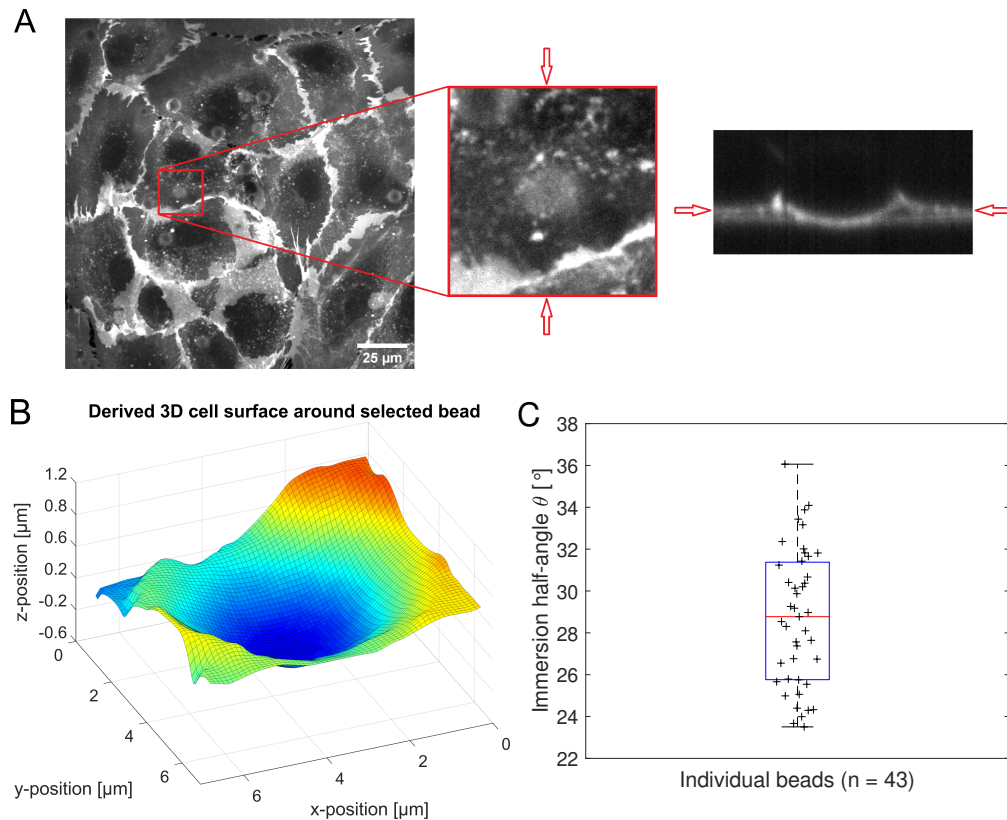 A
25 µm
B
Derived 3D cell surface around selected bead
1.2
0.8
0.6
0.2
-0.2
-0.6
z-position [µm]
0
2
4
6
y-position [µm]
6
4
2
0
x-position [µm]
C
38
36
34
32
30
28
26
24
22
Immersion half-angle θ [°]
Individual beads (n = 43)